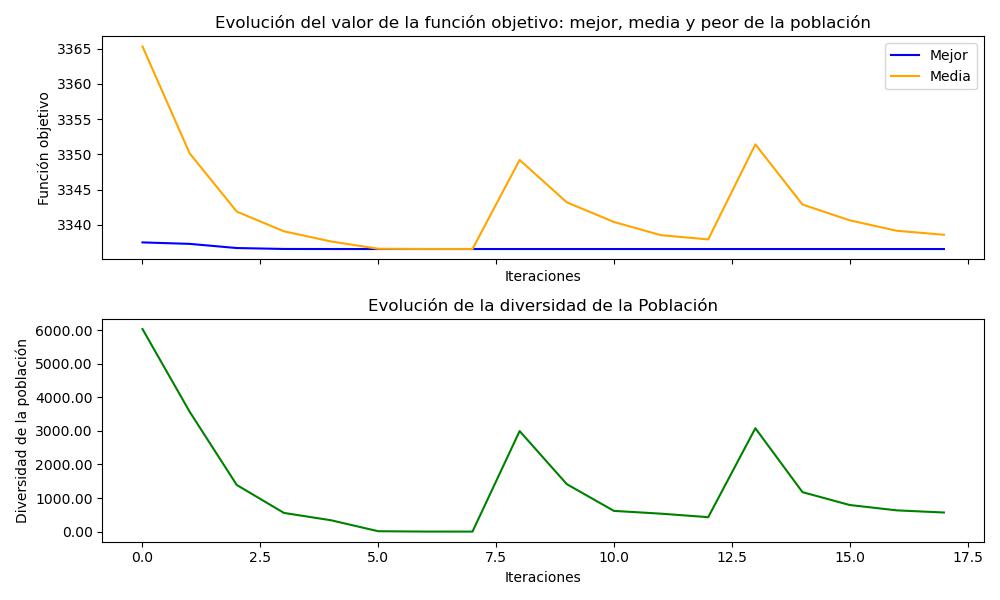 Evolución del valor de la función objetivo: mejor, media y peor de la población
Función objetivo
3365
3360
3355
3350
3345
3340
Mejor
Media
Iteraciones
Evolución de la diversidad de la Población
Diversidad de la población
6000.00
5000.00
4000.00
3000.00
2000.00
1000.00
0.00
0.0 2.5 5.0 7.5 10.0 12.5 15.0 17.5
Iteraciones